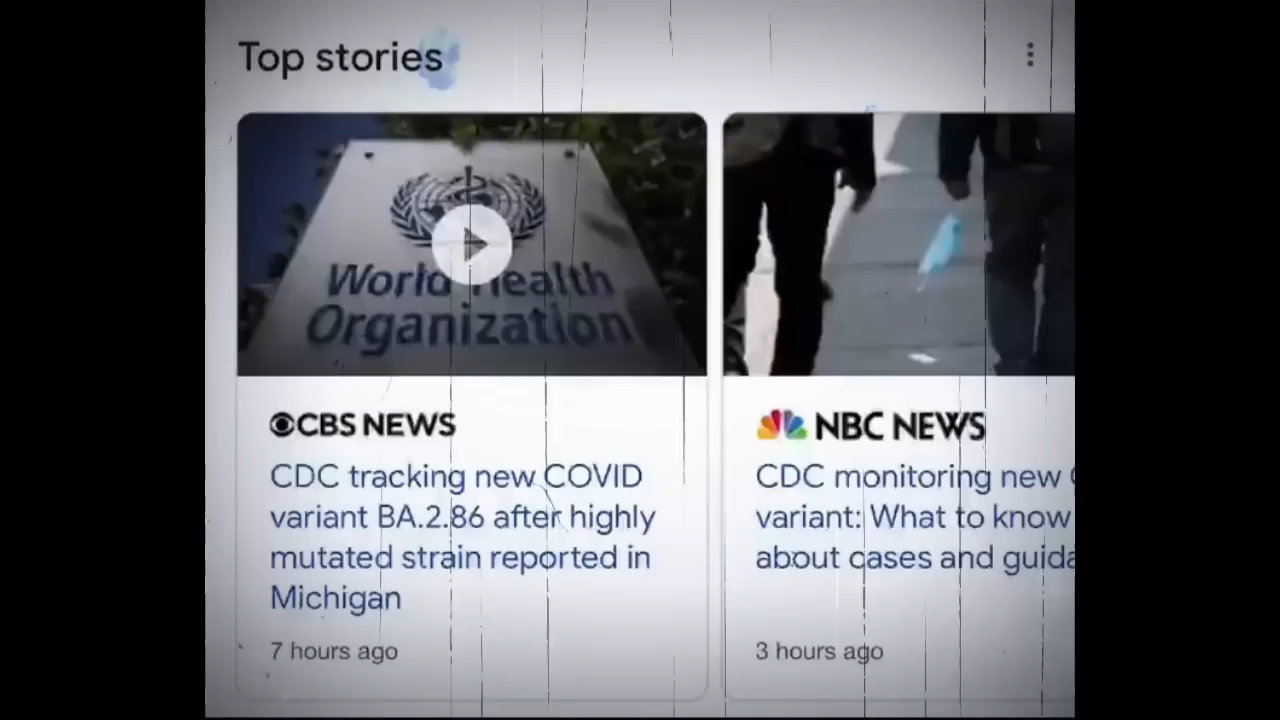 Top stories
World Health
Organization
CBS NEWS
CDC tracking new COVID
variant BA.2.86 after highly
mutated strain reported in
Michigan
7 hours ago
NBC NEWS
CDC monitoring new
variant: What to know
about cases and guida
3 hours ago